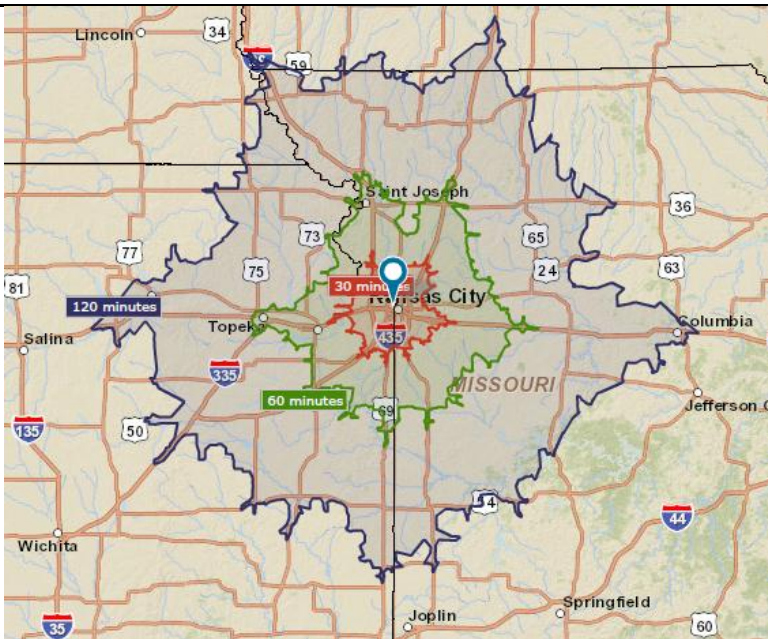 Lincoln
34
59
Saint Joseph
36
73
65
77
24
63
75
30 minutes
81
120 minutes
Kansas City
Topeka
Columbia
Salina
435
335
MISSOURI
60 minutes
69
Jefferson
135
50
54
44
Wichita
Springfield
Joplin
35
60